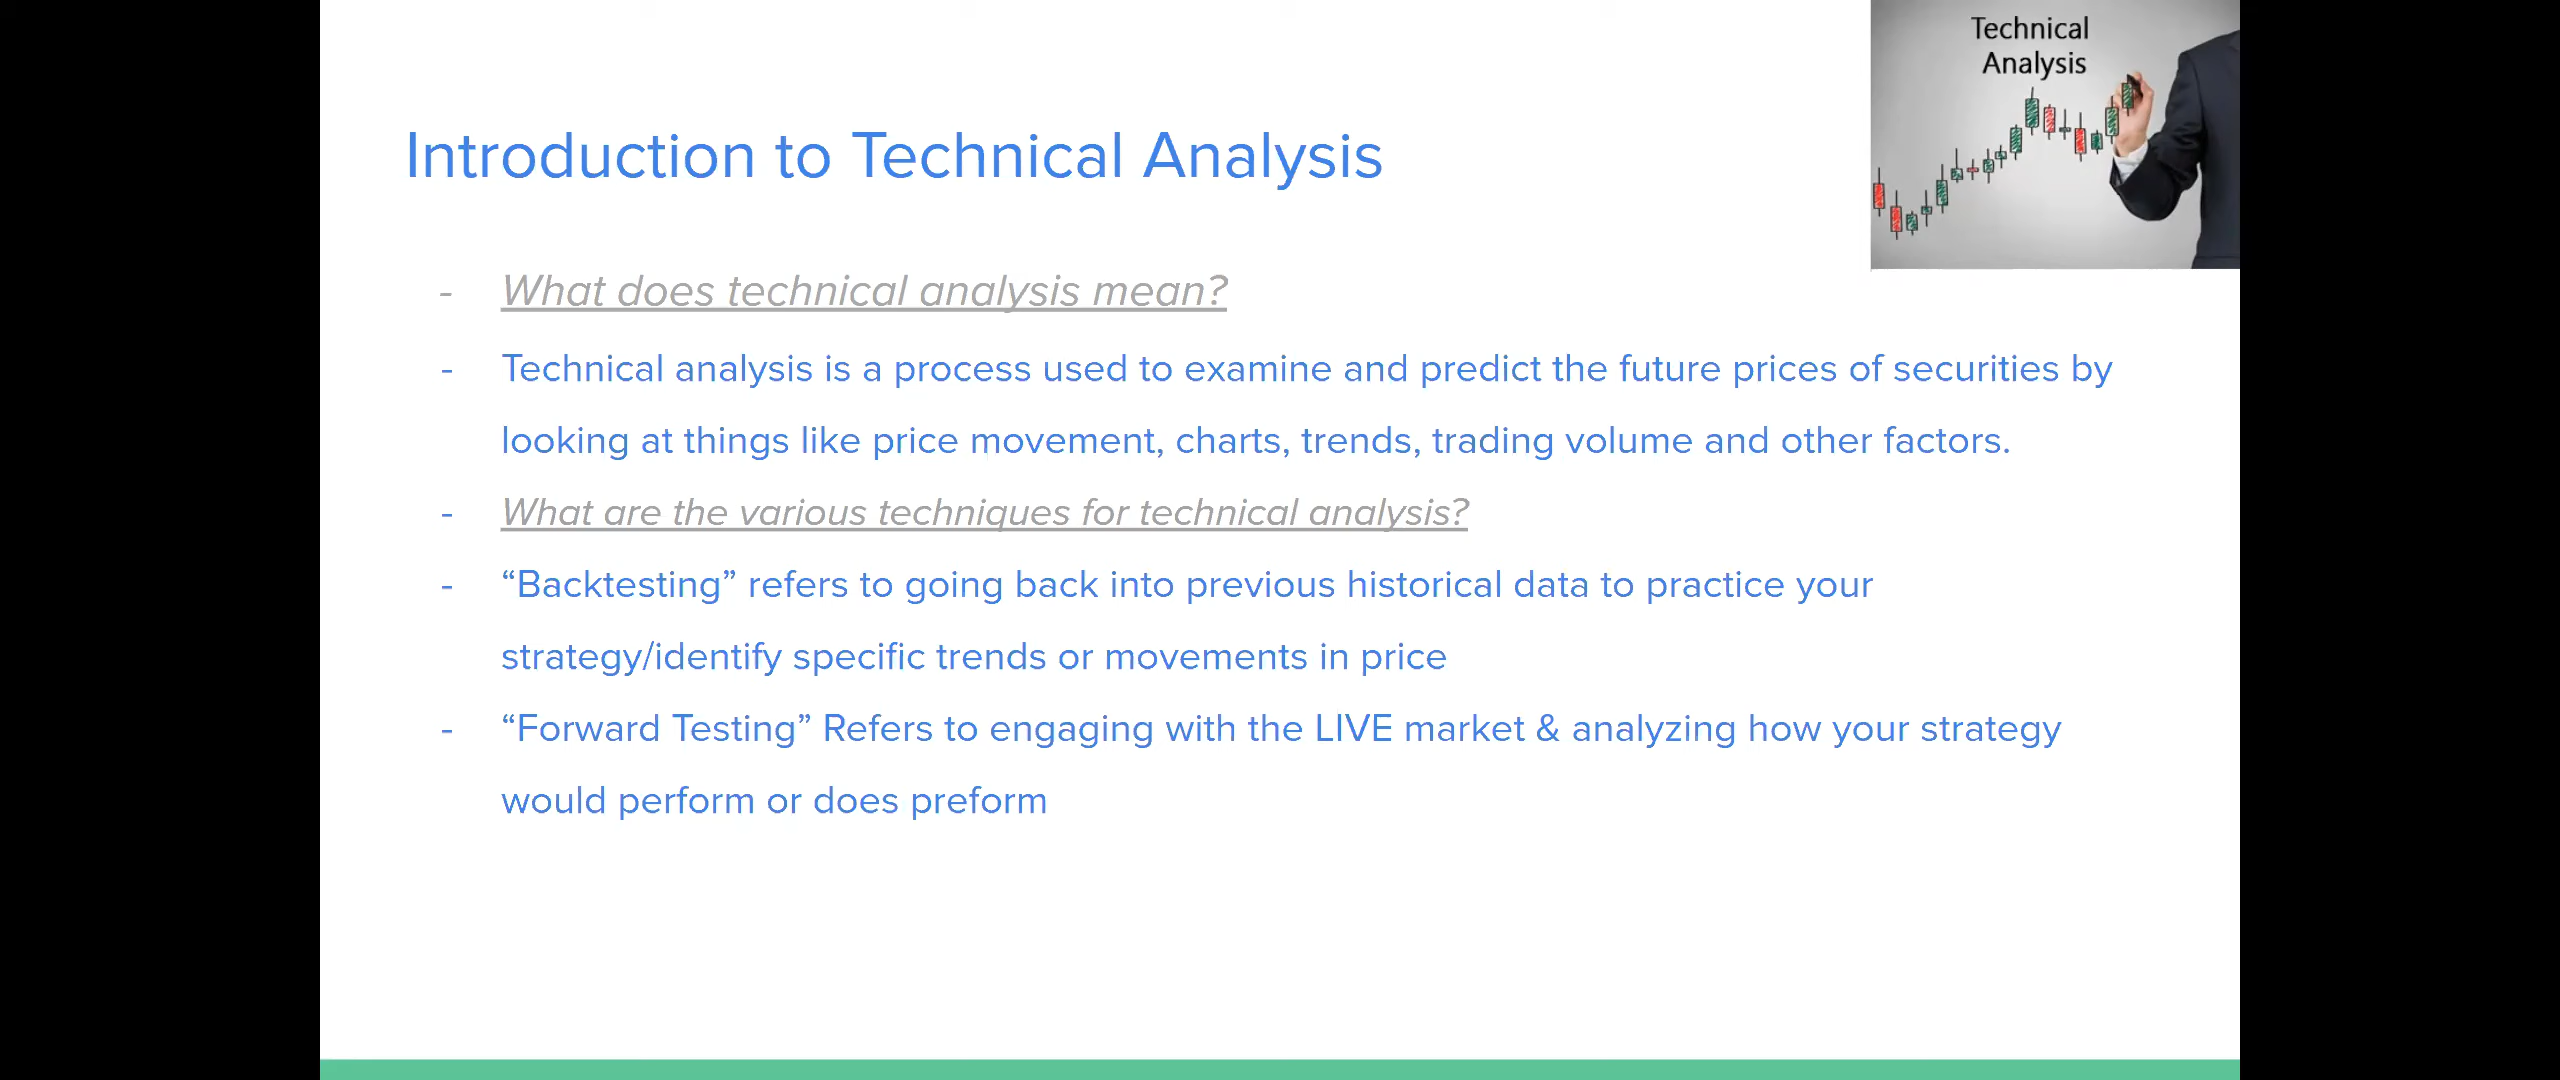 Technical
Analysis
Introduction to Technical Analysis
- What does technical analysis mean?
- Technical analysis is a process used to examine and predict the future prices of securities by
looking at things like price movement, charts, trends, trading volume and other factors.
- What are the various techniques for technical analysis?
- “Backtesting” refers to going back into previous historical data to practice your
strategy/identify specific trends or movements in price
- “Forward Testing” Refers to engaging with the LIVE market & analyzing how your strategy
would perform or does preform